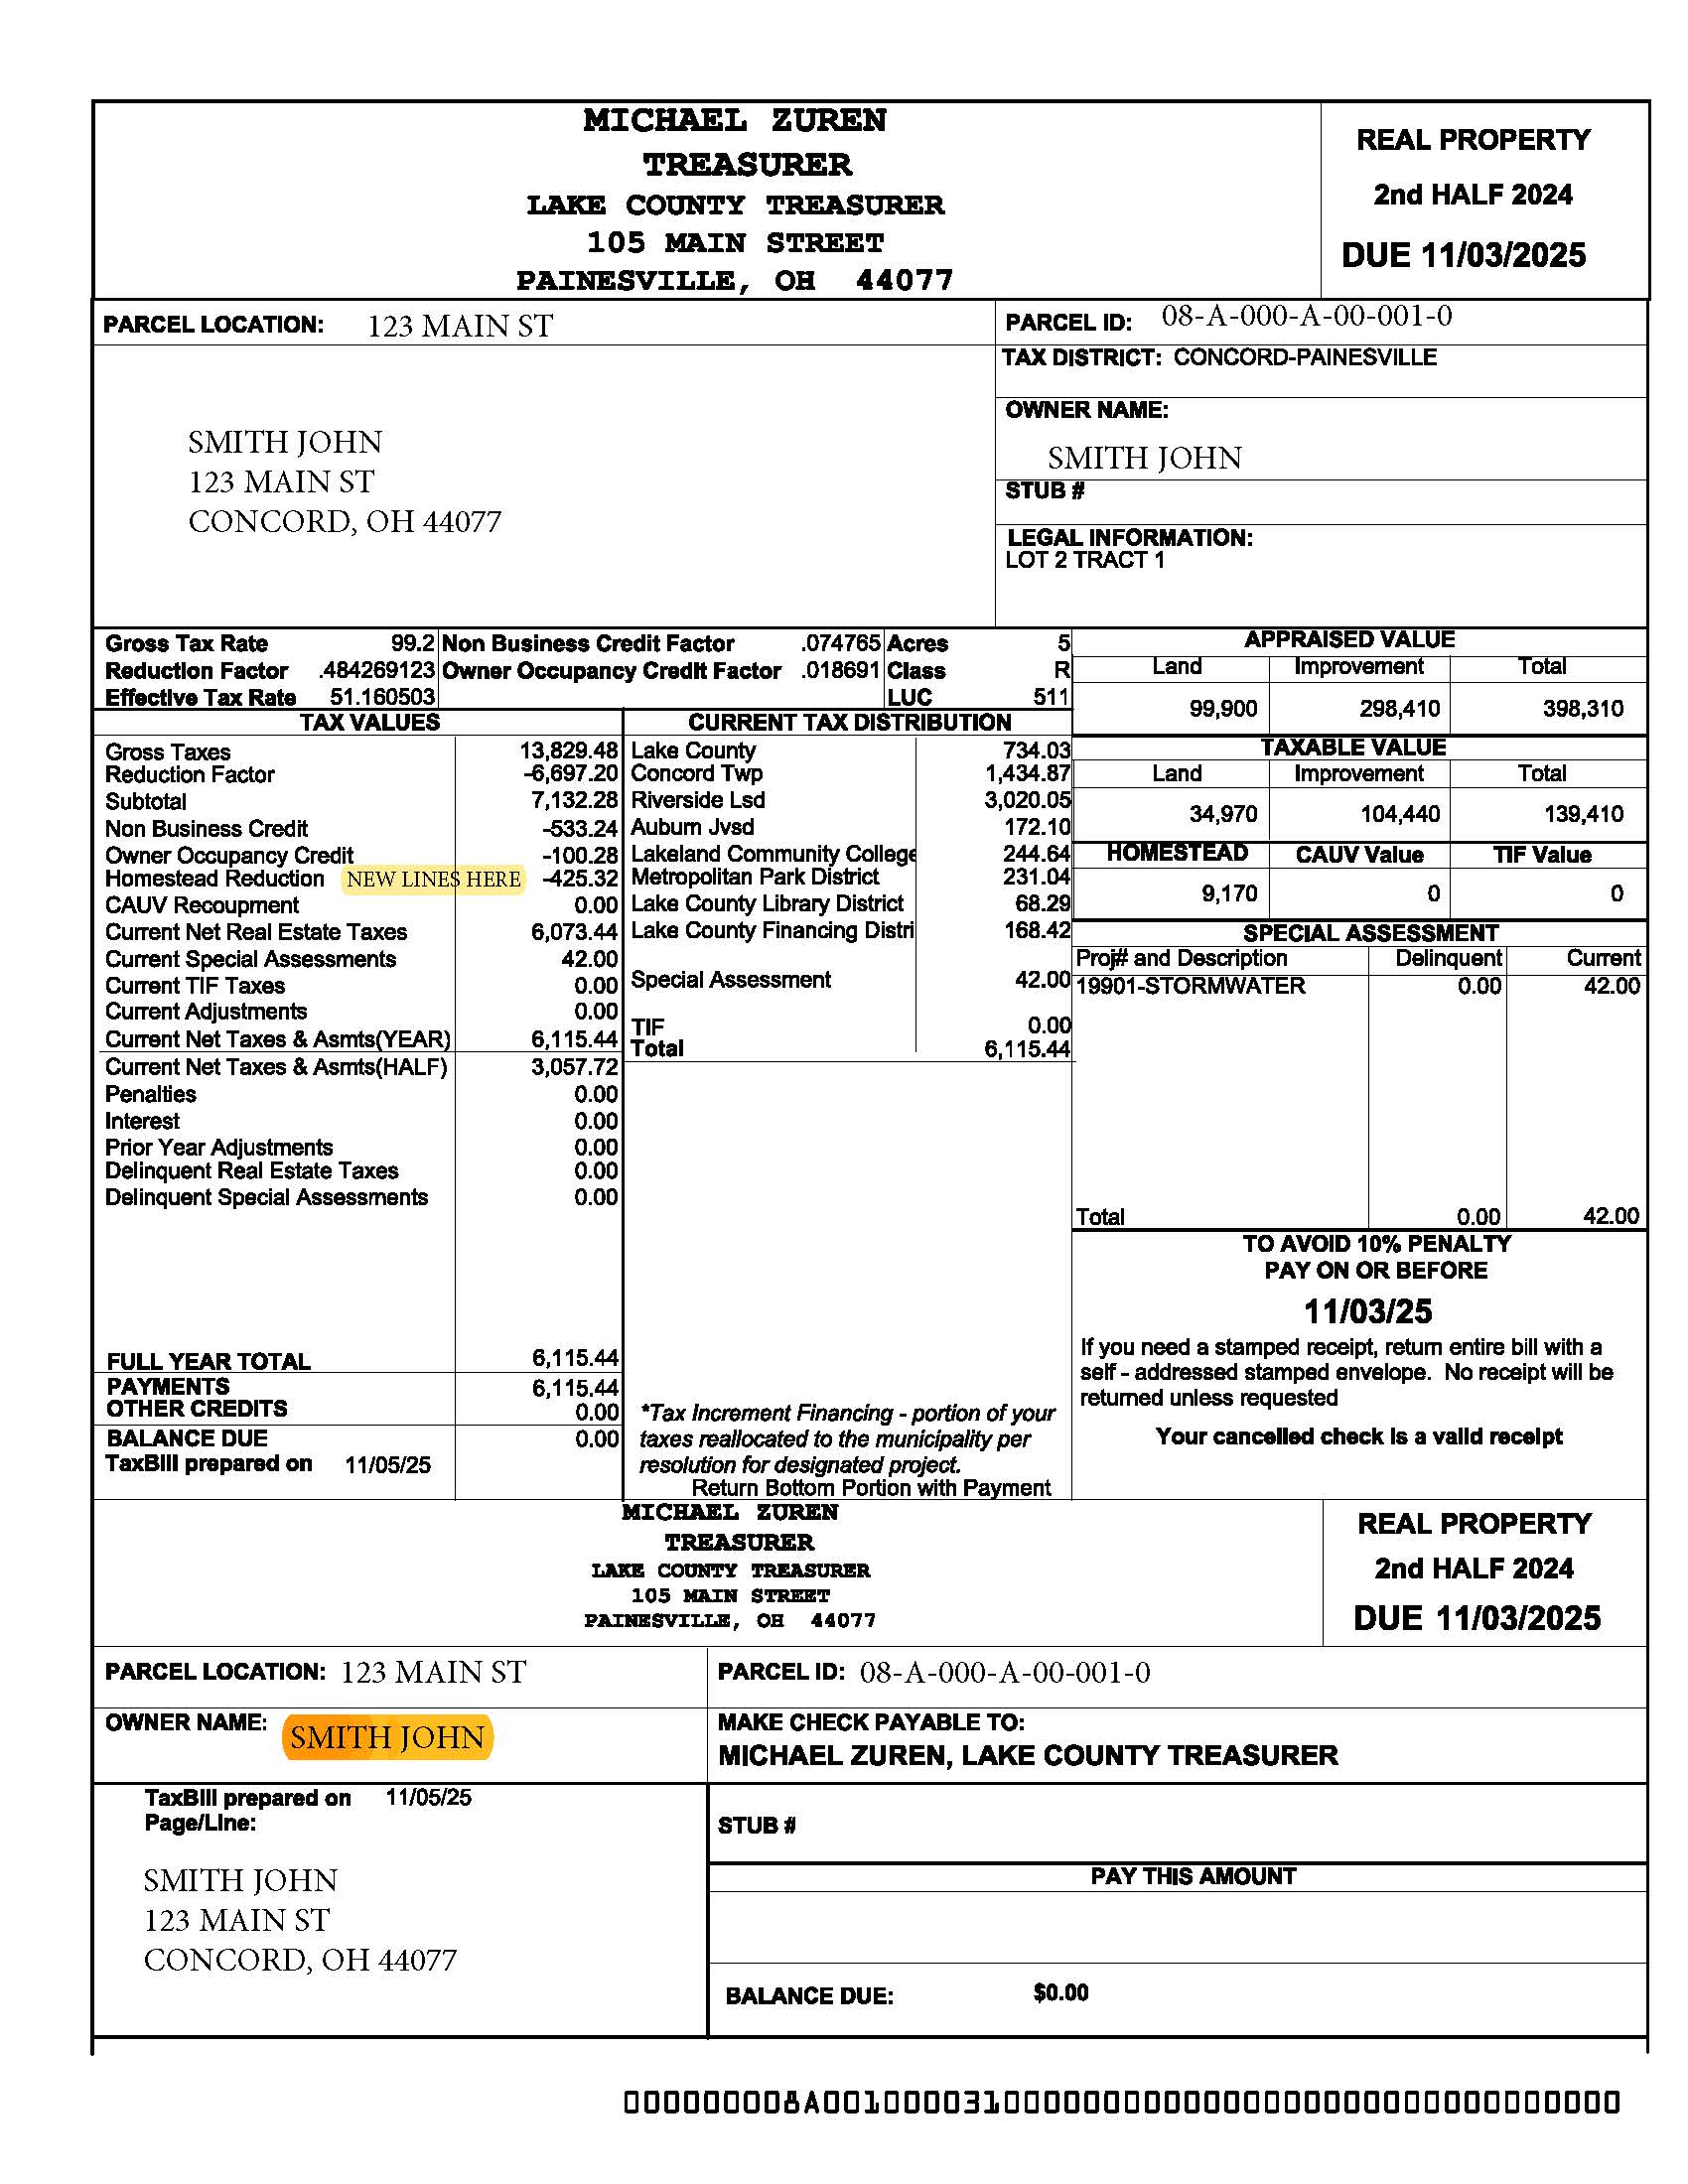 MICHAEL ZUREN
TREASURER
LAKE COUNTY TREASURER
105 MAIN STREET
PAINESVILLE, OH 44077
REAL PROPERTY
2nd HALF 2024
DUE 11/03/2025
PARCEL LOCATION: 123 MAIN ST
PARCEL ID: 08-A-000-A-00-001-0
TAX DISTRICT: CONCORD-PAINESVILLE
OWNER NAME:
SMITH JOHN
STUB #
LEGAL INFORMATION:
LOT 2 TRACT 1
SMITH JOHN
123 MAIN ST
CONCORD, OH 44077
Gross Tax Rate 99.2 Non Business Credit Factor .074765 Acres 5
Reduction Factor .484269123 Owner Occupancy Credit Factor .018691 Class R
Effective Tax Rate 51.160503 LUC 511
APPRAISED VALUE
Land Improvement Total
99,900 298,410 398,310
TAXABLE VALUE
Land Improvement Total
34,970 104,440 139,410
HOMESTEAD CAUV Value TIF Value
9,170 0 0
TAX VALUES
Gross Taxes 13,829.48
Reduction Factor -6,697.20
Subtotal 7,132.28
Non Business Credit -533.24
Owner Occupancy Credit -100.28
Homestead Reduction NEW LINES HERE -425.32
CAUV Recoupment 0.00
Current Net Real Estate Taxes 6,073.44
Current Special Assessments 42.00
Current TIF Taxes 0.00
Current Adjustments 0.00
Current Net Taxes & Asmts(YEAR) 6,115.44
Current Net Taxes & Asmts(HALF) 3,057.72
Penalties 0.00
Interest 0.00
Prior Year Adjustments 0.00
Delinquent Real Estate Taxes 0.00
Delinquent Special Assessments 0.00
FULL YEAR TOTAL 6,115.44
PAYMENTS 6,115.44
OTHER CREDITS 0.00
BALANCE DUE 0.00
TaxBill prepared on 11/05/25
CURRENT TAX DISTRIBUTION
Lake County 734.03
Concord Twp 1,434.87
Riverside Lsd 3,020.05
Auburn Jvsd 172.10
Lakeland Community College 244.64
Metropolitan Park District 231.04
Lake County Library District 68.29
Lake County Financing Distri 168.42
Special Assessment 42.00
TIF 0.00
Total 6,115.44
*Tax Increment Financing - portion of your
taxes reallocated to the municipality per
resolution for designated project.
Return Bottom Portion with Payment
SPECIAL ASSESSMENT
Proj# and Description Delinquent Current
19901-STORMWATER 0.00 42.00
Total 0.00 42.00
TO AVOID 10% PENALTY
PAY ON OR BEFORE
11/03/25
If you need a stamped receipt, return entire bill with a
self - addressed stamped envelope. No receipt will be
returned unless requested
Your cancelled check is a valid receipt
MICHAEL ZUREN
TREASURER
LAKE COUNTY TREASURER
105 MAIN STREET
PAINESVILLE, OH 44077
REAL PROPERTY
2nd HALF 2024
DUE 11/03/2025
PARCEL LOCATION: 123 MAIN ST
PARCEL ID: 08-A-000-A-00-001-0
OWNER NAME: SMITH JOHN
MAKE CHECK PAYABLE TO:
MICHAEL ZUREN, LAKE COUNTY TREASURER
TaxBill prepared on 11/05/25
Page/Line:
SMITH JOHN
123 MAIN ST
CONCORD, OH 44077
STUB #
PAY THIS AMOUNT
BALANCE DUE: $0.00